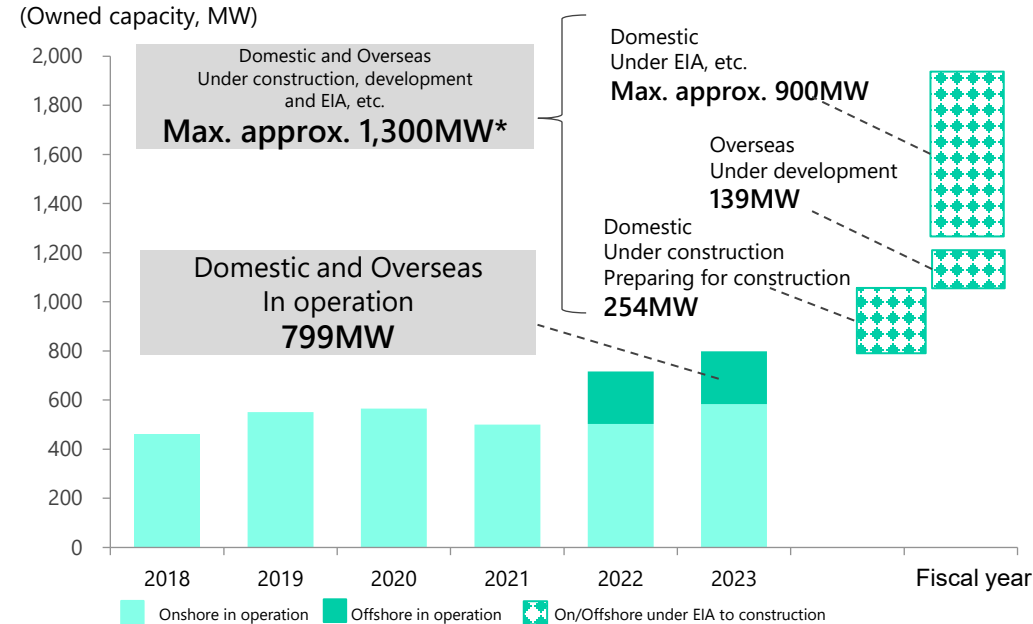 (Owned capacity, MW)
2,000
1,800
1,600
1,400
1,200
1,000
800
600
400
200
0
Domestic and Overseas
Under construction, development
and EIA, etc.
Max. approx. 1,300MW*
Domestic
Under EIA, etc.
Max. approx. 900MW
Overseas
Under development
139MW
Domestic
Under construction
Preparing for construction
254MW
Domestic and Overseas
In operation
799MW
2018 2019 2020 2021 2022 2023 Fiscal year
Onshore in operation Offshore in operation On/Offshore under EIA to construction